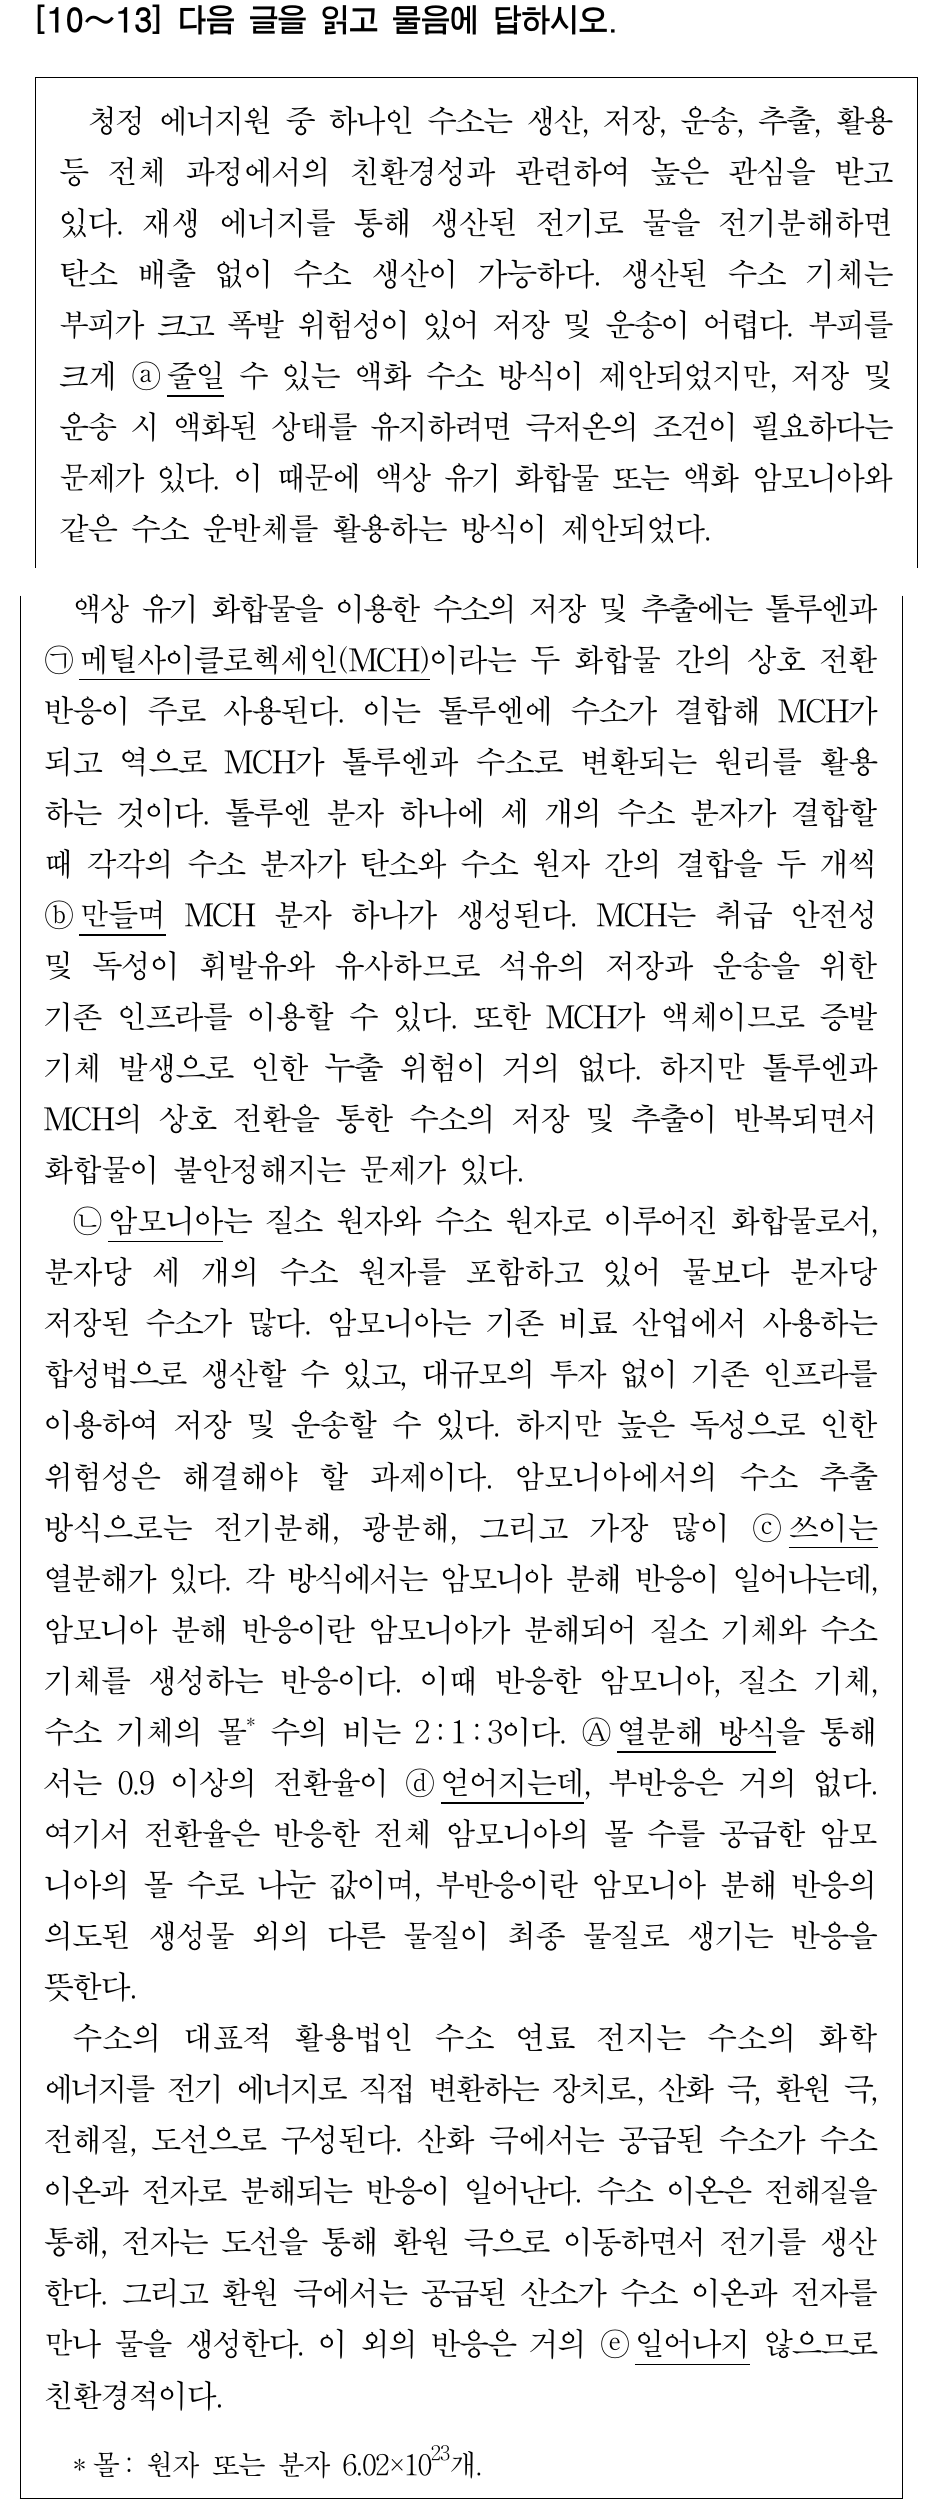 [10～13] 다음 글을 읽고 물음에 답하시오.
청정 에너지원 중 하나인 수소는 생산, 저장, 운송, 추출, 활용
등 전체 과정에서의 친환경성과 관련하여 높은 관심을 받고
있다. 재생 에너지를 통해 생산된 전기로 물을 전기분해하면
탄소 배출 없이 수소 생산이 가능하다. 생산된 수소 기체는
부피가 크고 폭발 위험성이 있어 저장 및 운송이 어렵다. 부피를
크게 ⓐ줄일 수 있는 액화 수소 방식이 제안되었지만, 저장 및
운송 시 액화된 상태를 유지하려면 극저온의 조건이 필요하다는
문제가 있다. 이 때문에 액상 유기 화합물 또는 액화 암모니아와
같은 수소 운반체를 활용하는 방식이 제안되었다.
액상 유기 화합물을 이용한 수소의 저장 및 추출에는 톨루엔과
㉠메틸사이클로헥세인(MCH)이라는 두 화합물 간의 상호 전환
반응이 주로 사용된다. 이는 톨루엔에 수소가 결합해 MCH가
되고 역으로 MCH가 톨루엔과 수소로 변환되는 원리를 활용
하는 것이다. 톨루엔 분자 하나에 세 개의 수소 분자가 결합할
때 각각의 수소 분자가 탄소와 수소 원자 간의 결합을 두 개씩
ⓑ만들며 MCH 분자 하나가 생성된다. MCH는 취급 안전성
및 독성이 휘발유와 유사하므로 석유의 저장과 운송을 위한
기존 인프라를 이용할 수 있다. 또한 MCH가 액체이므로 증발
기체 발생으로 인한 누출 위험이 거의 없다. 하지만 톨루엔과
MCH의 상호 전환을 통한 수소의 저장 및 추출이 반복되면서
화합물이 불안정해지는 문제가 있다.
㉡암모니아는 질소 원자와 수소 원자로 이루어진 화합물로서,
분자당 세 개의 수소 원자를 포함하고 있어 물보다 분자당
저장된 수소가 많다. 암모니아는 기존 비료 산업에서 사용하는
합성법으로 생산할 수 있고, 대규모의 투자 없이 기존 인프라를
이용하여 저장 및 운송할 수 있다. 하지만 높은 독성으로 인한
위험성은 해결해야 할 과제이다. 암모니아에서의 수소 추출
방식으로는 전기분해, 광분해, 그리고 가장 많이 ⓒ쓰이는
열분해가 있다. 각 방식에서는 암모니아 분해 반응이 일어나는데,
암모니아 분해 반응이란 암모니아가 분해되어 질소 기체와 수소
기체를 생성하는 반응이다. 이때 반응한 암모니아, 질소 기체,
수소 기체의 몰* 수의 비는 2:1:3이다. Ⓐ열분해 방식을 통해
서는 0.9 이상의 전환율이 ⓓ얻어지는데, 부반응은 거의 없다.
여기서 전환율은 반응한 전체 암모니아의 몰 수를 공급한 암모
니아의 몰 수로 나눈 값이며, 부반응이란 암모니아 분해 반응의
의도된 생성물 외의 다른 물질이 최종 물질로 생기는 반응을
뜻한다.
수소의 대표적 활용법인 수소 연료 전지는 수소의 화학
에너지를 전기 에너지로 직접 변환하는 장치로, 산화 극, 환원 극,
전해질, 도선으로 구성된다. 산화 극에서는 공급된 수소가 수소
이온과 전자로 분해되는 반응이 일어난다. 수소 이온은 전해질을
통해, 전자는 도선을 통해 환원 극으로 이동하면서 전기를 생산
한다. 그리고 환원 극에서는 공급된 산소가 수소 이온과 전자를
만나 물을 생성한다. 이 외의 반응은 거의 ⓔ일어나지 않으므로
친환경적이다.
* 몰: 원자 또는 분자 6.02×10²³개.